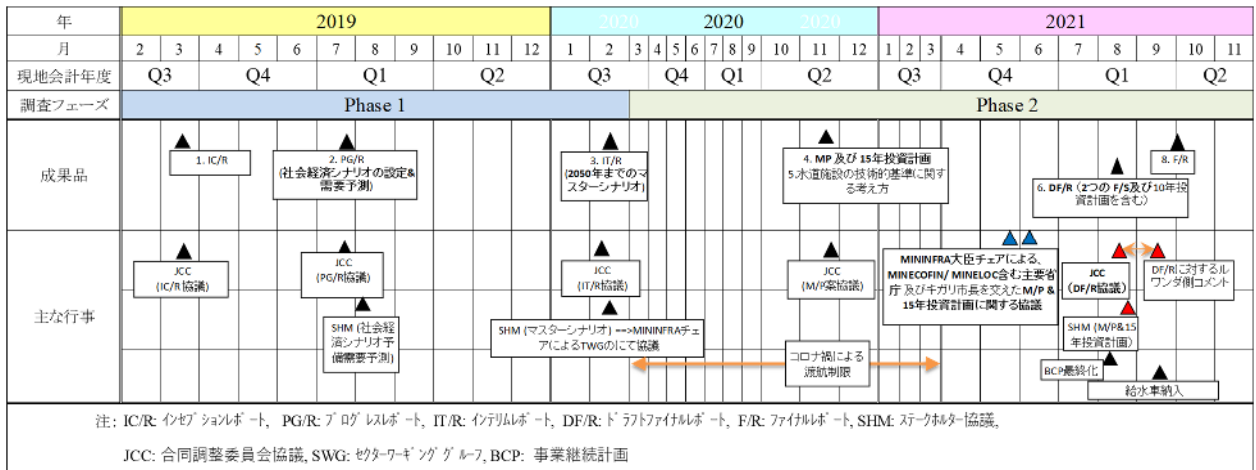 年 2019 2020 2020 2020 2021
月 2 3 4 5 6 7 8 9 10 11 12 1 2 3 4 5 6 7 8 9 10 11 12 1 2 3 4 5 6 7 8 9 10 11
現地会計年度 Q3 Q4 Q1 Q2 Q3 Q4 Q1 Q2 Q3 Q4 Q1 Q2
調査フェーズ Phase 1 Phase 2
成果品
1. IC/R
2. PG/R
(社会経済シナリオの設定&
需要予測)
3. IT/R
(2050年までのマ
スターシナリオ)
4. MP 及び 15年投資計画
5.水道施設の技術的基準に関す
る考え方
6. DF/R (2つの F/S及び10年投
資計画を含む)
8. F/R
主な行事
JCC
(IC/R 協議)
JCC
(PG/R協議)
SHM (社会経
済シナリオ予
備需要予測)
JCC
(IT/R協議)
SHM (マスターシナリオ) ==>MININFRAチェ
アによるTWGのにて協議
JCC
(M/P案協議)
コロナ禍による
渡航制限
MININFRA大臣チェアによる、
MINECOFIN/ MINELOC含む主要省
庁 及びキガリ市長を交えた M/P &
15年投資計画に関する協議
JCC
(DF/R協議)
DF/Rに対するル
ワンダ側コメント
SHM (M/P&15
年投資計画)
BCP最終化
給水車納入
注: IC/R: インセプションレポート, PG/R: プログレスレポート, IT/R: インテリムレポート, DF/R: ドラフトファイナルレポート, F/R: ファイナルレポート, SHM: ステークホルター協議,
JCC: 合同調整委員会協議, SWG: セクターワーキンググループ, BCP: 事業継続計画